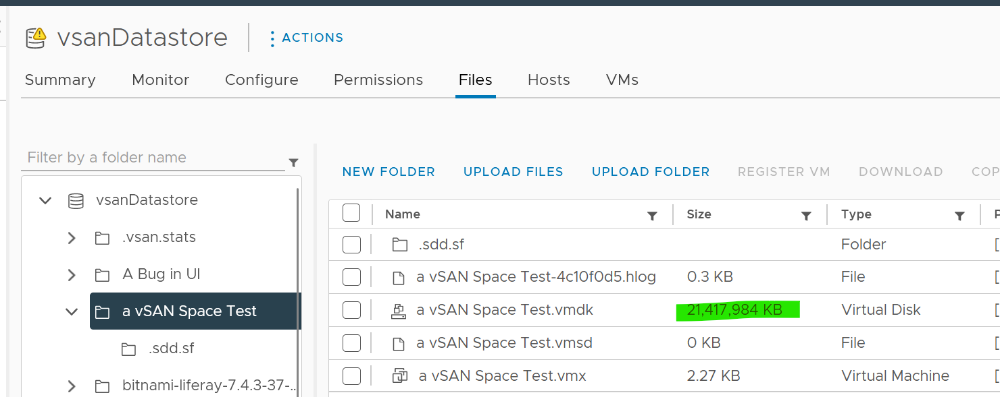 vsanDatastore
ACTIONS
Summary
Monitor
Configure
Permissions
Files
Hosts
VMs
Filter by a folder name
vsanDatastore
.vsan.stats
A Bug in UI
a vSAN Space Test
.sdd.sf
bitnami-liferay-7.4.3-37-...
NEW FOLDER
UPLOAD FILES
UPLOAD FOLDER
REGISTER VM
DOWNLOAD
Name Size Type
.sdd.sf Folder
a vSAN Space Test-4c10f0d5.hlog 0.3 KB File
a vSAN Space Test.vmdk 21,417,984 KB Virtual Disk
a vSAN Space Test.vmsd 0 KB File
a vSAN Space Test.vmx 2.27 KB Virtual Machine